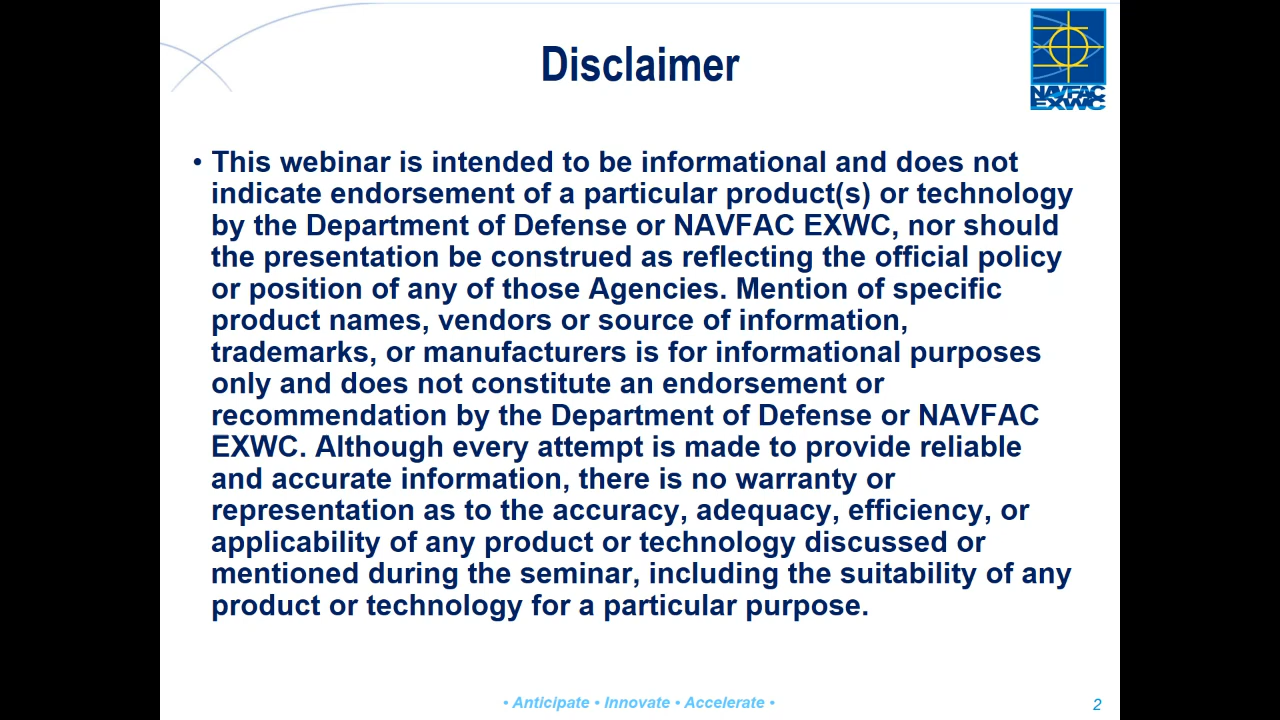 Disclaimer
NAVFAC
EXWC
• This webinar is intended to be informational and does not
indicate endorsement of a particular product(s) or technology
by the Department of Defense or NAVFAC EXWC, nor should
the presentation be construed as reflecting the official policy
or position of any of those Agencies. Mention of specific
product names, vendors or source of information,
trademarks, or manufacturers is for informational purposes
only and does not constitute an endorsement or
recommendation by the Department of Defense or NAVFAC
EXWC. Although every attempt is made to provide reliable
and accurate information, there is no warranty or
representation as to the accuracy, adequacy, efficiency, or
applicability of any product or technology discussed or
mentioned during the seminar, including the suitability of any
product or technology for a particular purpose.
• Anticipate • Innovate • Accelerate •
2